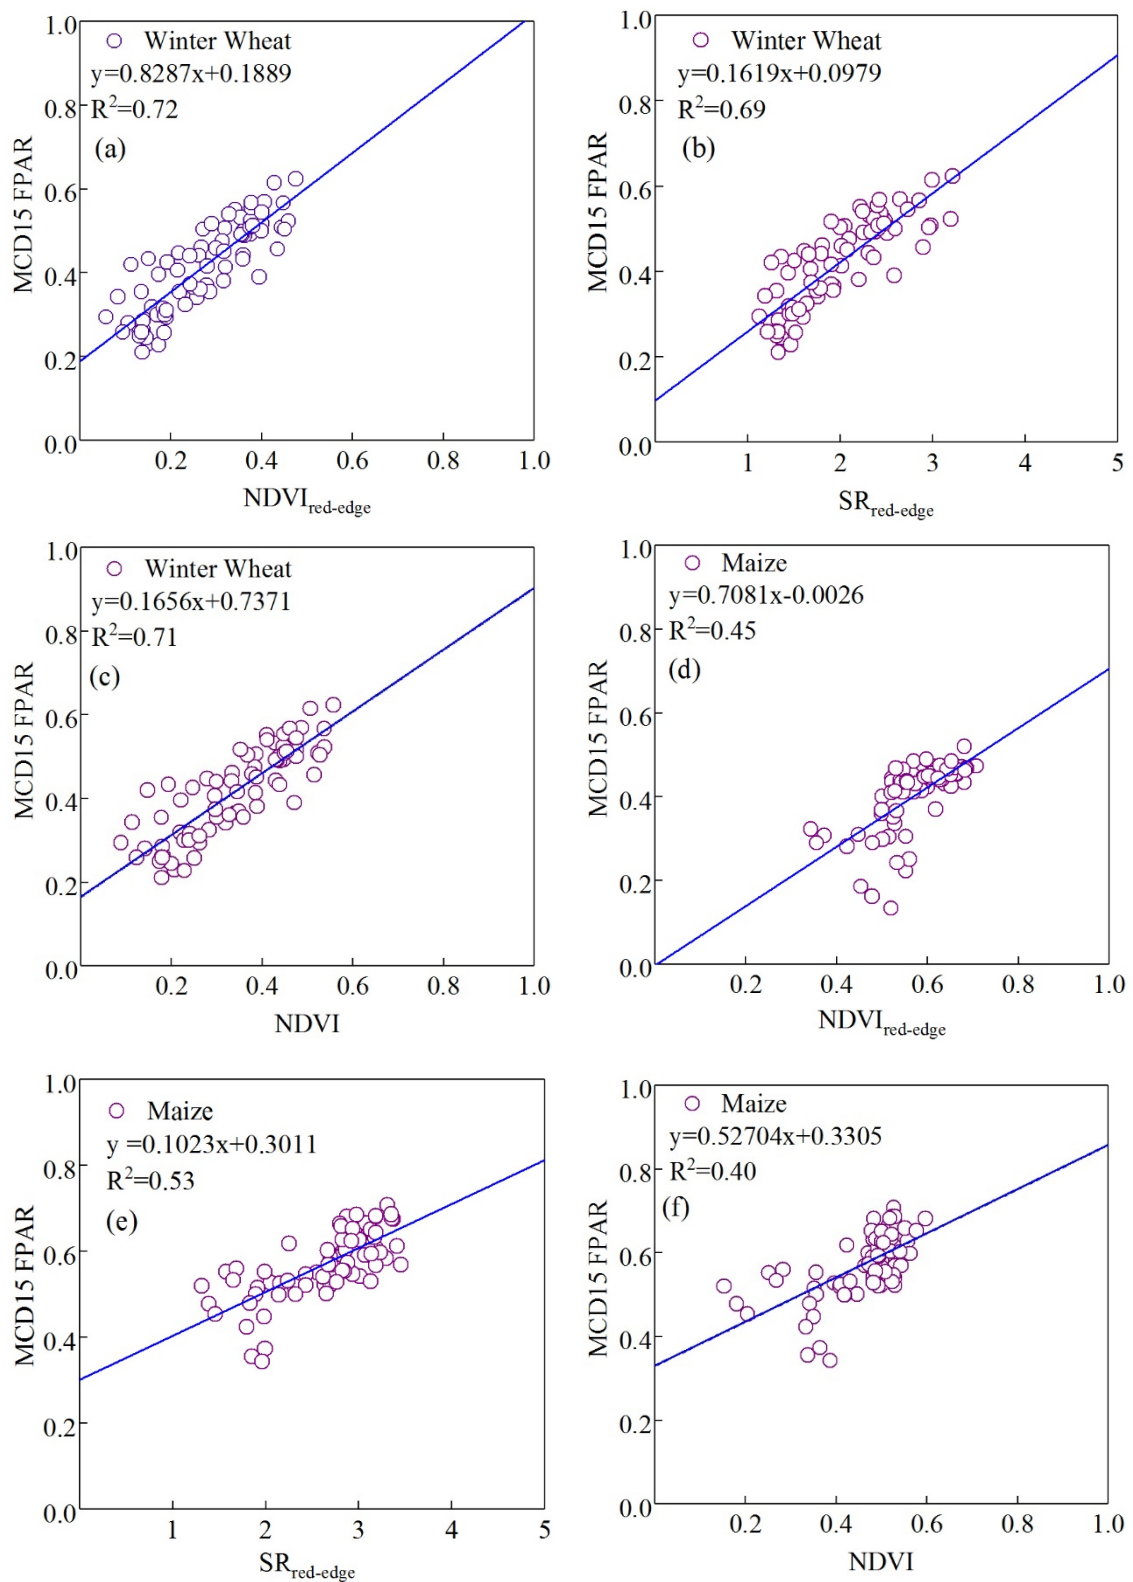 1.0
Winter Wheat
y=0.8287x+0.1889
R²=0.72
(a)
0.8
0.6
0.4
0.2
0.0
MCD15 FPAR
0.2 0.4 0.6 0.8 1.0
NDVIred-edge
1.0
Winter Wheat
y=0.1619x+0.0979
R²=0.69
(b)
0.8
0.6
0.4
0.2
0.0
MCD15 FPAR
1 2 3 4 5
SRred-edge
1.0
Winter Wheat
y=0.1656x+0.7371
R²=0.71
(c)
0.8
0.6
0.4
0.2
0.0
MCD15 FPAR
0.2 0.4 0.6 0.8 1.0
NDVI
1.0
Maize
y=0.7081x-0.0026
R²=0.45
(d)
0.8
0.6
0.4
0.2
0.0
MCD15 FPAR
0.2 0.4 0.6 0.8 1.0
NDVIred-edge
1.0
Maize
y =0.1023x+0.3011
R²=0.53
(e)
0.8
0.6
0.4
0.2
0.0
MCD15 FPAR
1 2 3 4 5
SRred-edge
1.0
Maize
y=0.52704x+0.3305
R²=0.40
(f)
0.8
0.6
0.4
0.2
0.0
MCD15 FPAR
0.2 0.4 0.6 0.8 1.0
NDVI